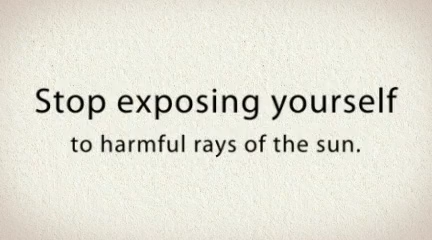 Stop exposing yourself
to harmful rays of the sun.